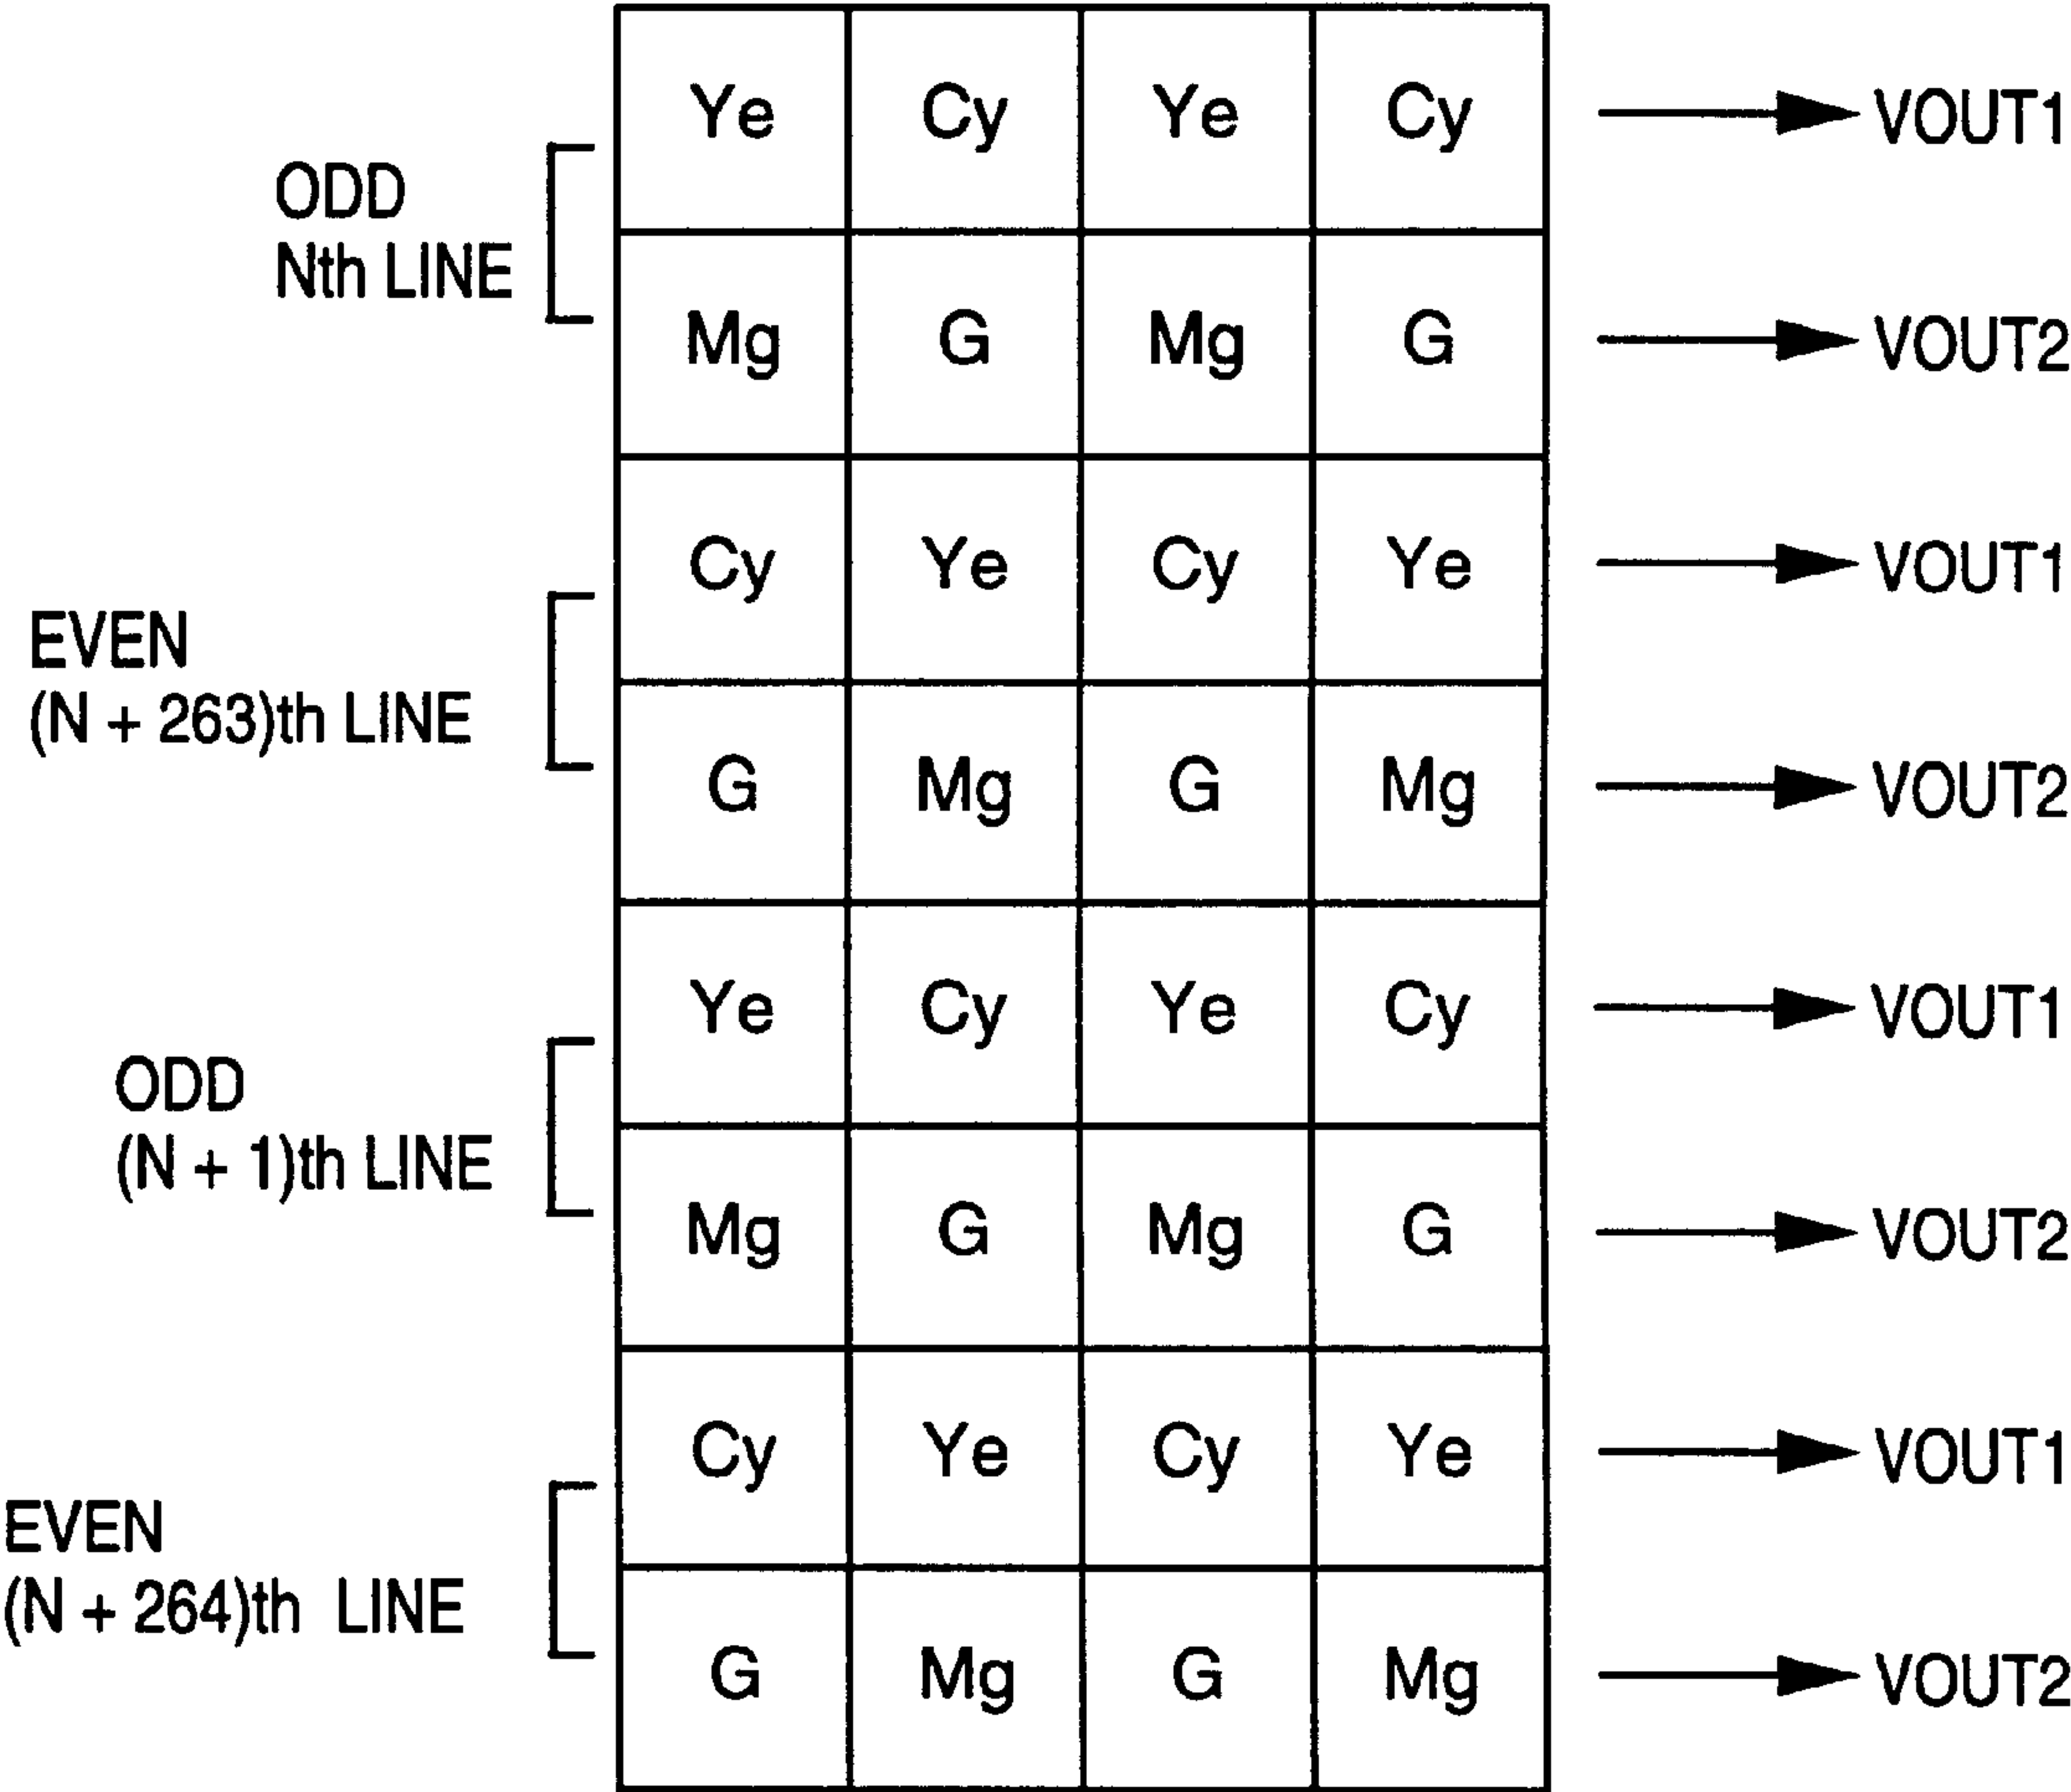 Ye Cy Ye Cy VOUT1
ODD
Nth LINE
Mg G Mg G VOUT2
Cy Ye Cy Ye VOUT1
EVEN
(N + 263)th LINE
G Mg G Mg VOUT2
Ye Cy Ye Cy VOUT1
ODD
(N + 1)th LINE
Mg G Mg G VOUT2
Cy Ye Cy Ye VOUT1
EVEN
(N + 264)th LINE
G Mg G Mg VOUT2